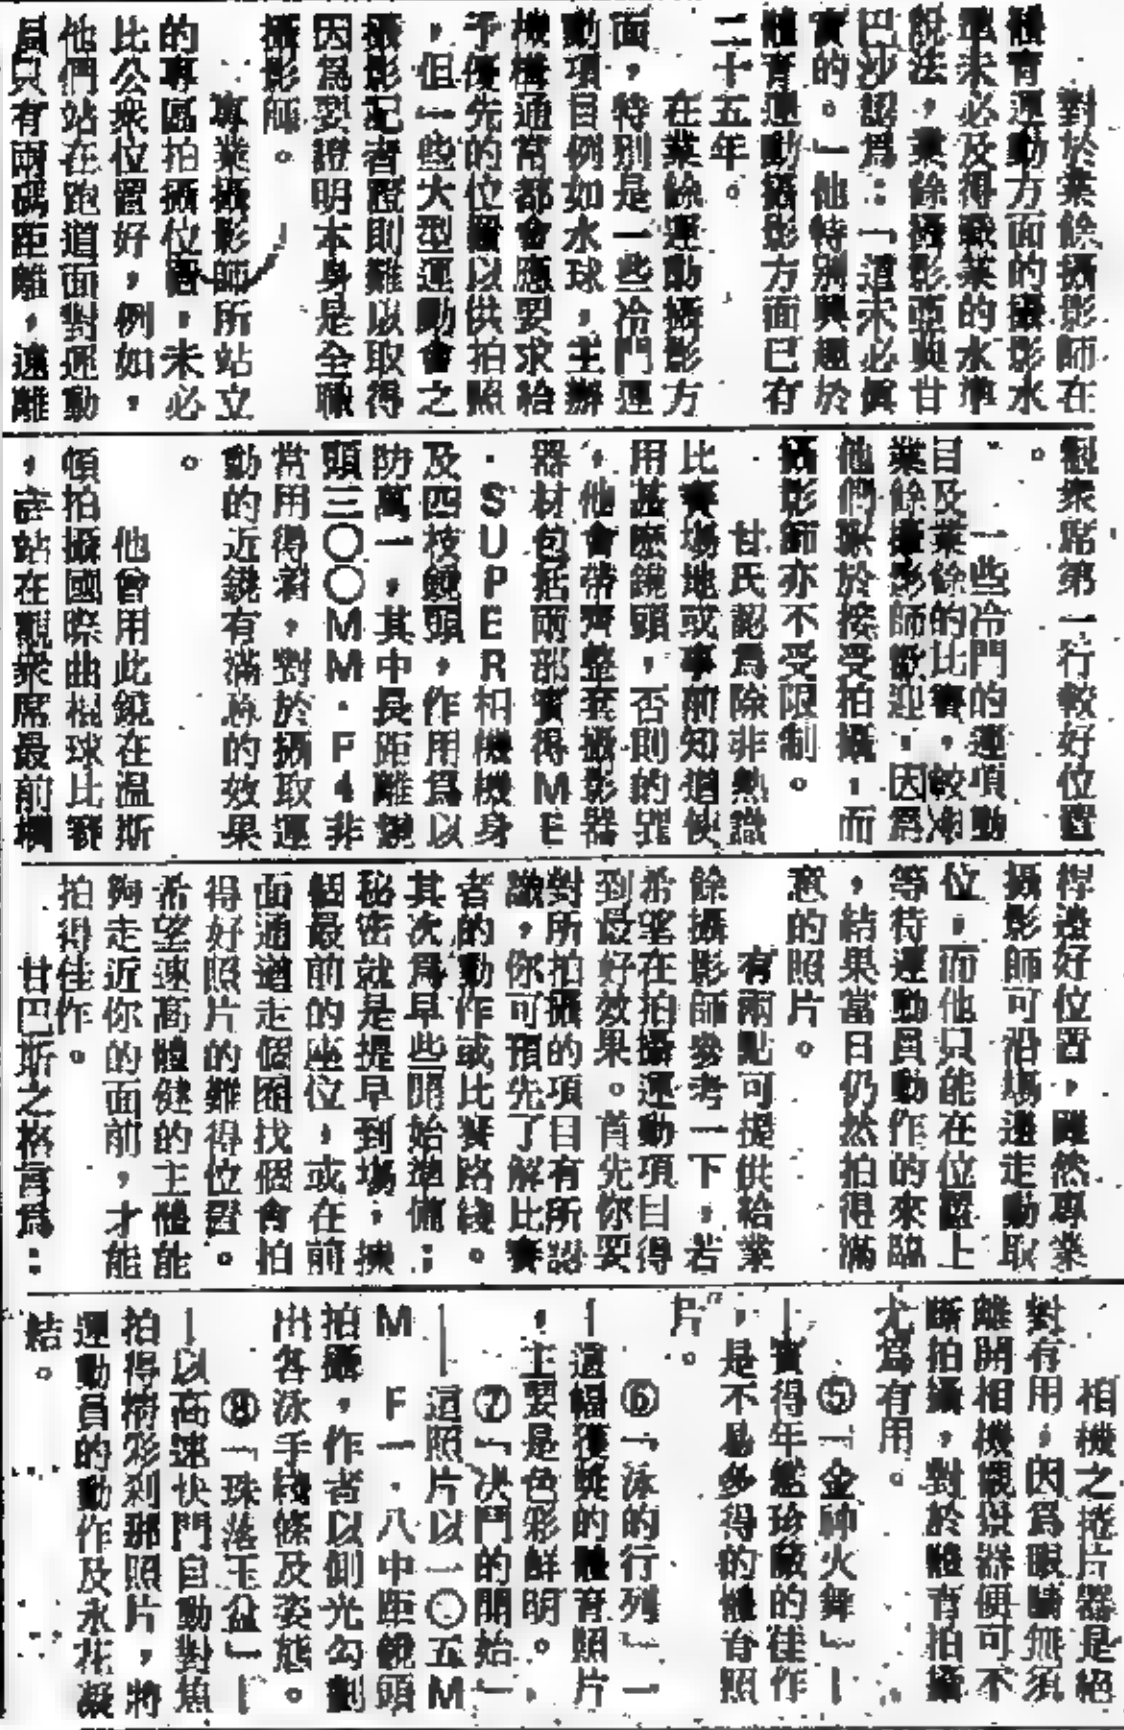 對於業餘攝影師在
體育運動方面的攝影水
準未必及得職業的水準
說法，業餘攝影西與甘
巴沙認爲：「這未必眞
實的。」他特別興趣於
體育運動攝影方面已有
二十五年。
在業餘運動攝影方
面，特別是一些冷門運
動項目例如水球，主辦
機構通常都會應要求給
予優先的位置以供拍照
，但一些大型運動會之
攝影記者證則難以取得
因爲要證明本身是全職
攝影師。
專業攝影師所站立
的專區拍攝位置，未必
比公衆位置好，例如，
他們站在跑道面對運動
員只有兩碼距離，遠離
觀衆席第一行較好位置
。
一些冷門的運項動
目及業餘的比賽，較
業餘攝影師歡迎，因爲
他們樂於接受拍攝，而
攝影師亦不受限制。
甘氏認爲除非熟識
比賽塲地或事前知道使
用甚麽鏡頭，否則的
，他會帶齊整套攝影器
器材包括兩部賓得ME
．SUPER相機機身
及四枝鏡頭，作用爲以
防萬一，其中長距離鏡
頭三〇〇MM．F4非
常用得着，對於攝取運
動的近鏡有滿意的效果
。
他曾用此鏡在溫斯
頓拍攝國際曲棍球比賽
，站在觀衆席最前欄
桿邊好位置，雖然專業
攝影師可沿塲邊走動取
位，而他只能在位置上
等待運動員動作的來臨
，結果當日仍然拍得滿
意的照片。
有兩點可提供給業
餘攝影師參考一下，若
希望在拍攝運動項目得
到最好效果。首先你要
對所拍攝的項目有所認
識，你可預先了解比賽
者的動作或比賽路綫。
其次爲早些開始準備；
秘密就是提早到塲，揀
個最前的座位，或在前
面通道走個圈找個會拍
得好照片的難得位置。
希望速高體健的主體能
夠走近你的面前，才能
拍得佳作。
甘巴斯之格言爲：
相機之捲片器是絕
對有用，因爲眼睛無須
離開相機觀景器便可不
斷拍攝，對於體育拍攝
尤爲有用。
⑤「金神火舞」—
—賓得年鑑珍藏的佳作
，是不易多得的體育照
片。
⑥「泳的行列」—
—這幅獲獎的體育照片
，主要是色彩鮮明。
⑦「决鬥的開始」
——這照片以一〇五M
M F一．八中距鏡頭
拍攝，作者以側光勾劃
出各泳手綫條及姿態。
⑧「珠落玉盆」—
—以高速快門自動對焦
拍得精彩刹那照片，將
運動員的動作及水花凝
結。